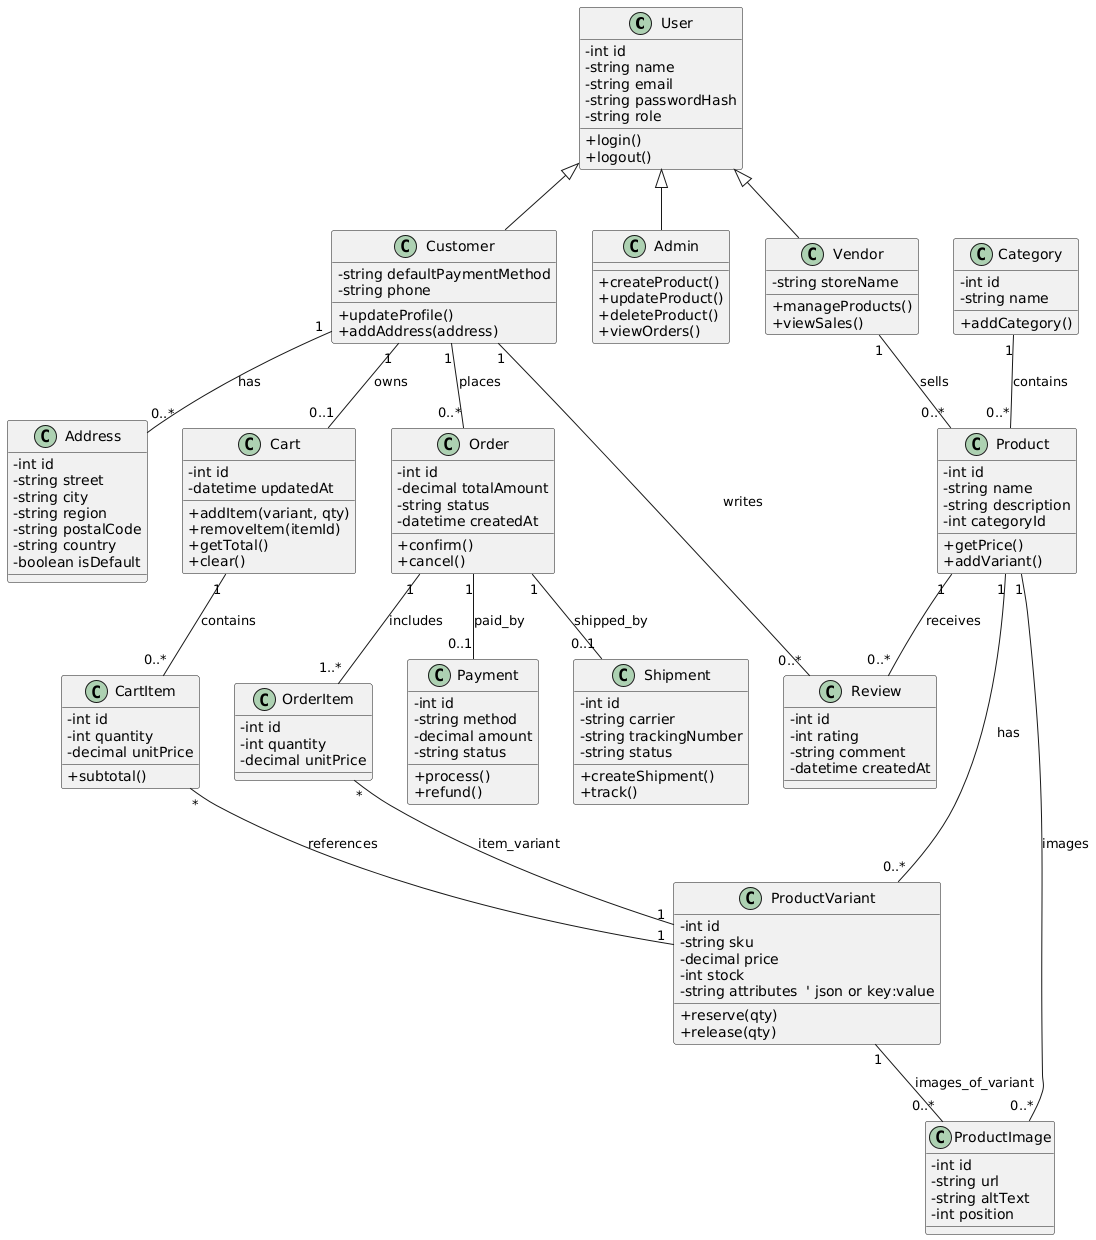 C User
-int id
-string name
-string email
-string passwordHash
-string role
+login()
+logout()
C Customer
-string defaultPaymentMethod
-string phone
+updateProfile()
+addAddress(address)
C Admin
+createProduct()
+updateProduct()
+deleteProduct()
+viewOrders()
C Vendor
-string storeName
+manageProducts()
+viewSales()
C Category
-int id
-string name
+addCategory()
1
has
0..*
1
owns
0..1
1
places
0..*
1
writes
0..*
1
sells
0..*
1
contains
0..*
C Address
-int id
-string street
-string city
-string region
-string postalCode
-string country
-boolean isDefault
C Cart
-int id
-datetime updatedAt
+addItem(variant, qty)
+removeItem(itemId)
+getTotal()
+clear()
C Order
-int id
-decimal totalAmount
-string status
-datetime createdAt
+confirm()
+cancel()
C Product
-int id
-string name
-string description
-int categoryId
+getPrice()
+addVariant()
1
contains
0..*
1
includes
1..*
1
paid_by
0..1
1
shipped_by
0..1
1
receives
0..*
1
has
0..*
1
images
0..*
C CartItem
-int id
-int quantity
-decimal unitPrice
+subtotal()
C OrderItem
-int id
-int quantity
-decimal unitPrice
C Payment
-int id
-string method
-decimal amount
-string status
+process()
+refund()
C Shipment
-int id
-string carrier
-string trackingNumber
-string status
+createShipment()
+track()
C Review
-int id
-int rating
-string comment
-datetime createdAt
*
references
1
*
item_variant
1
C ProductVariant
-int id
-string sku
-decimal price
-int stock
-string attributes  ' json or key:value
+reserve(qty)
+release(qty)
1
images_of_variant
0..*
C ProductImage
-int id
-string url
-string altText
-int position